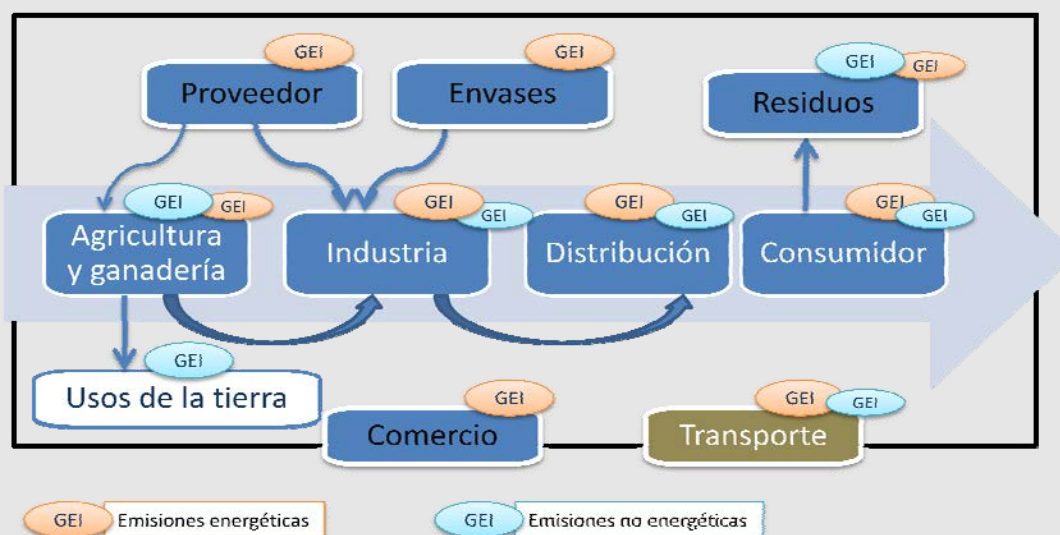 GEI
GEI
Proveedor
Envases
GEI
GEI
Residuos
GEI
GEI
Agricultura
y ganadería
GEI
GEI
Industria
GEI
GEI
Distribución
GEI
GEI
Consumidor
GEI
Usos de la tierra
GEI
Comercio
GEI
GEI
Transporte
GEI
Emisiones energéticas
GEI
Emisiones no energéticas